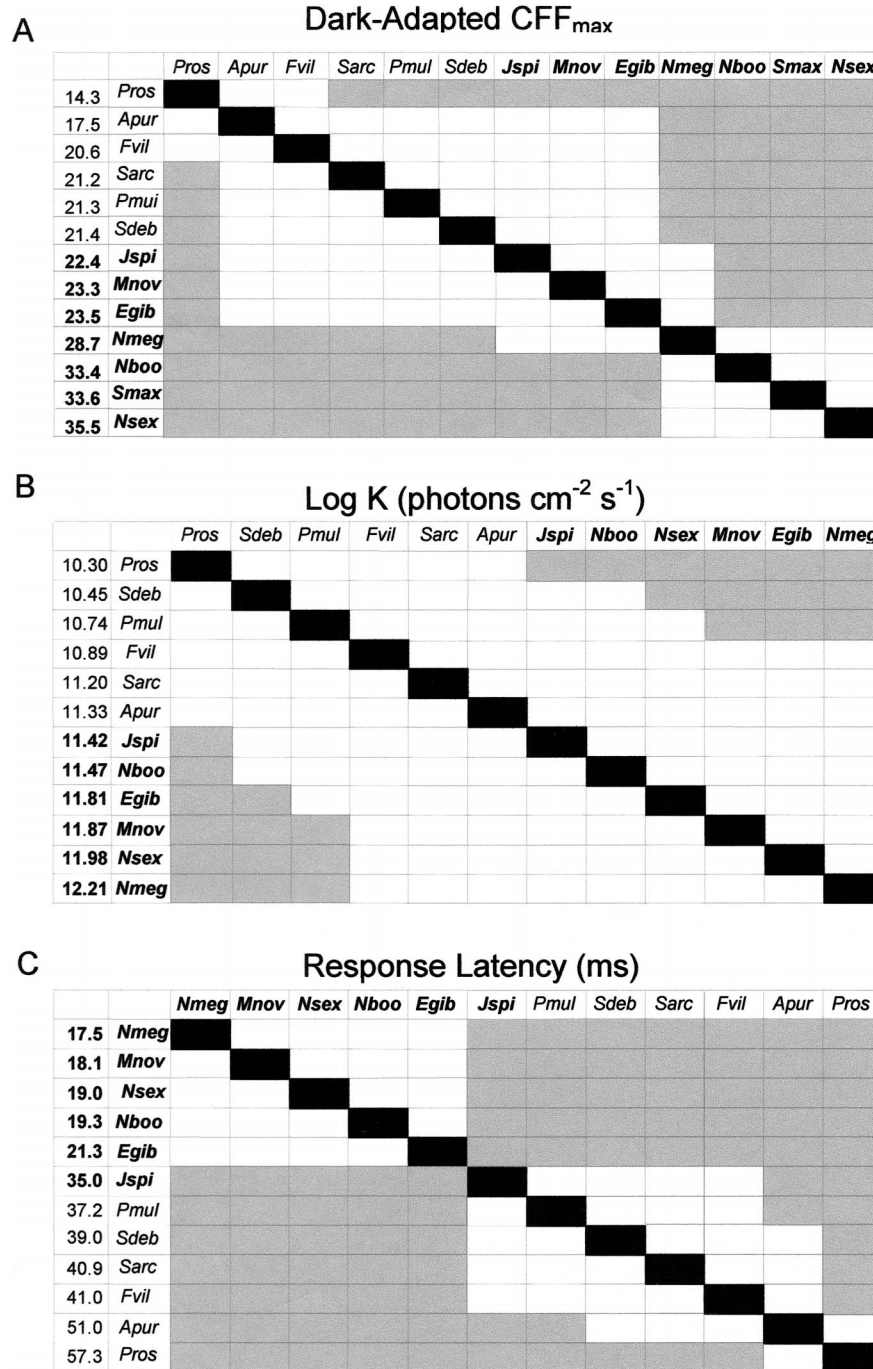 A
Dark-Adapted CFFmax
Pros Apur Fvil Sarc Pmul Sdeb Jspi Mnov Egib Nmeg Nboo Smax Nsex
14.3 Pros
17.5 Apur
20.6 Fvil
21.2 Sarc
21.3 Pmui
21.4 Sdeb
22.4 Jspi
23.3 Mnov
23.5 Egib
28.7 Nmeg
33.4 Nboo
33.6 Smax
35.5 Nsex
B
Log K (photons cm-2 s-1)
Pros Sdeb Pmul Fvil Sarc Apur Jspi Nboo Nsex Mnov Egib Nmeg
10.30 Pros
10.45 Sdeb
10.74 Pmul
10.89 Fvil
11.20 Sarc
11.33 Apur
11.42 Jspi
11.47 Nboo
11.81 Egib
11.87 Mnov
11.98 Nsex
12.21 Nmeg
C
Response Latency (ms)
Nmeg Mnov Nsex Nboo Egib Jspi Pmul Sdeb Sarc Fvil Apur Pros
17.5 Nmeg
18.1 Mnov
19.0 Nsex
19.3 Nboo
21.3 Egib
35.0 Jspi
37.2 Pmul
39.0 Sdeb
40.9 Sarc
41.0 Fvil
51.0 Apur
57.3 Pros